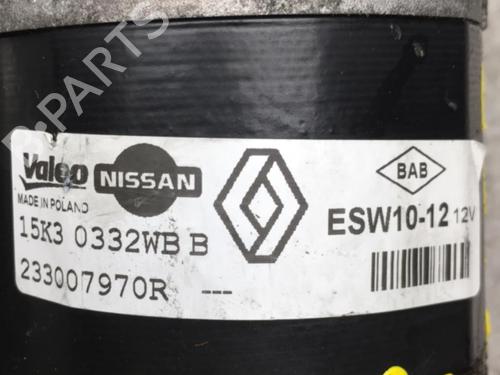 B-PARTS
Valeo NISSAN
MADE IN POLAND
15K3 0332WB B
233007970R ---
BAB
ESW10-12 12V